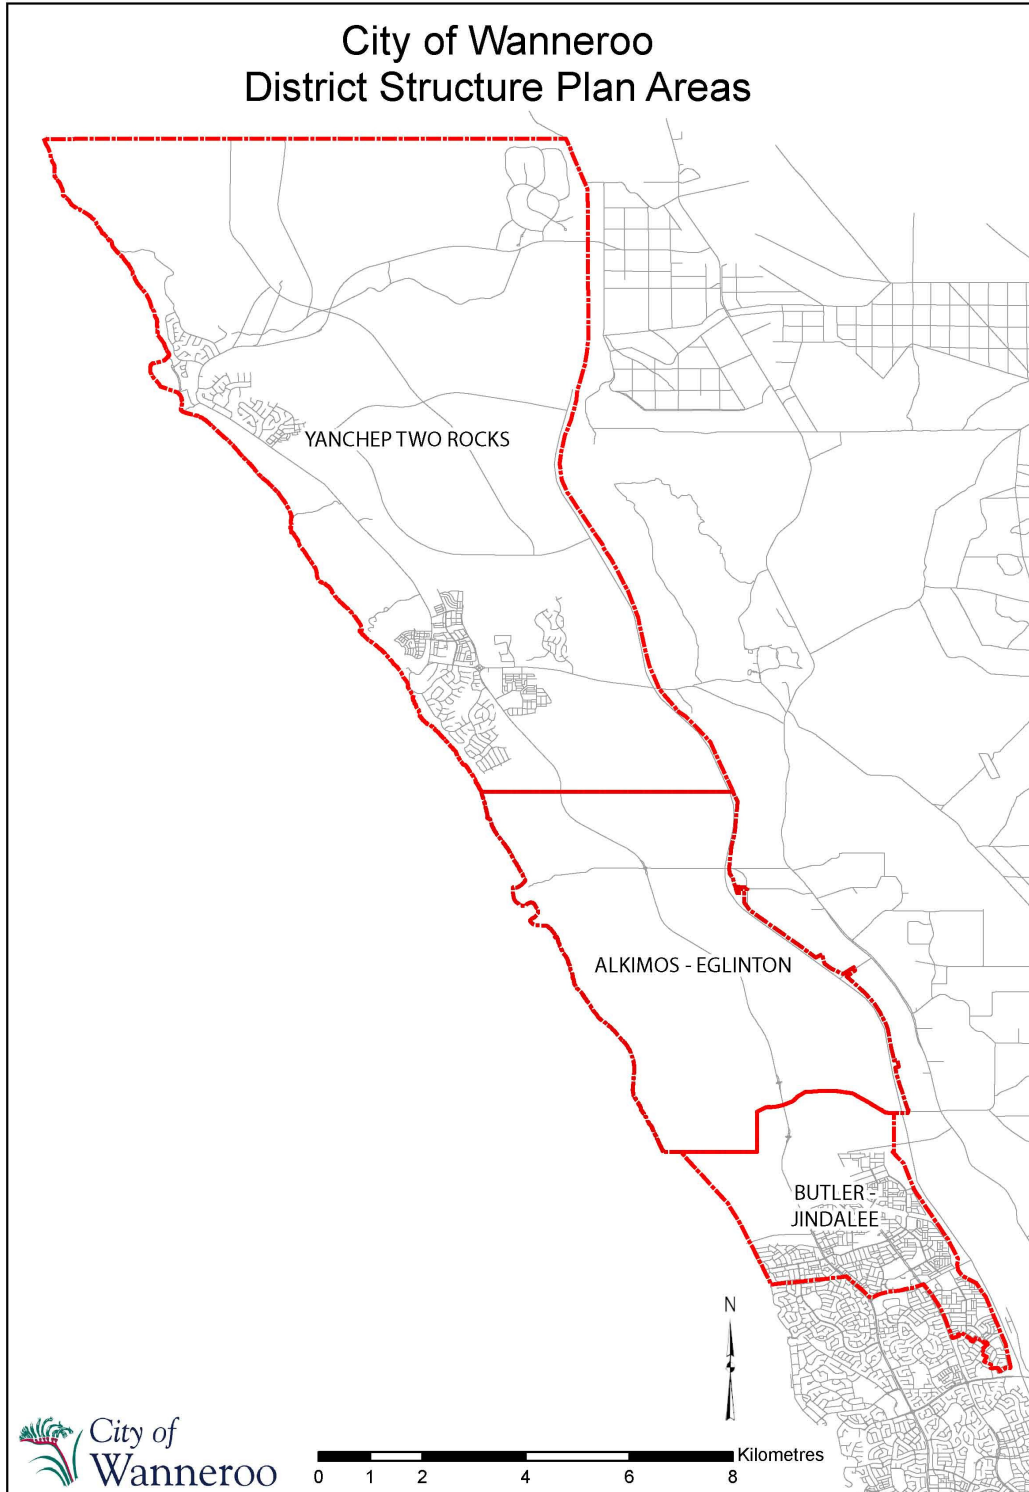 City of Wanneroo
District Structure Plan Areas
YANCHEP TWO ROCKS
ALKIMOS - EGLINTON
BUTLER -
JINDALEE
N
City of
Wanneroo
Kilometres
0 1 2 4 6 8